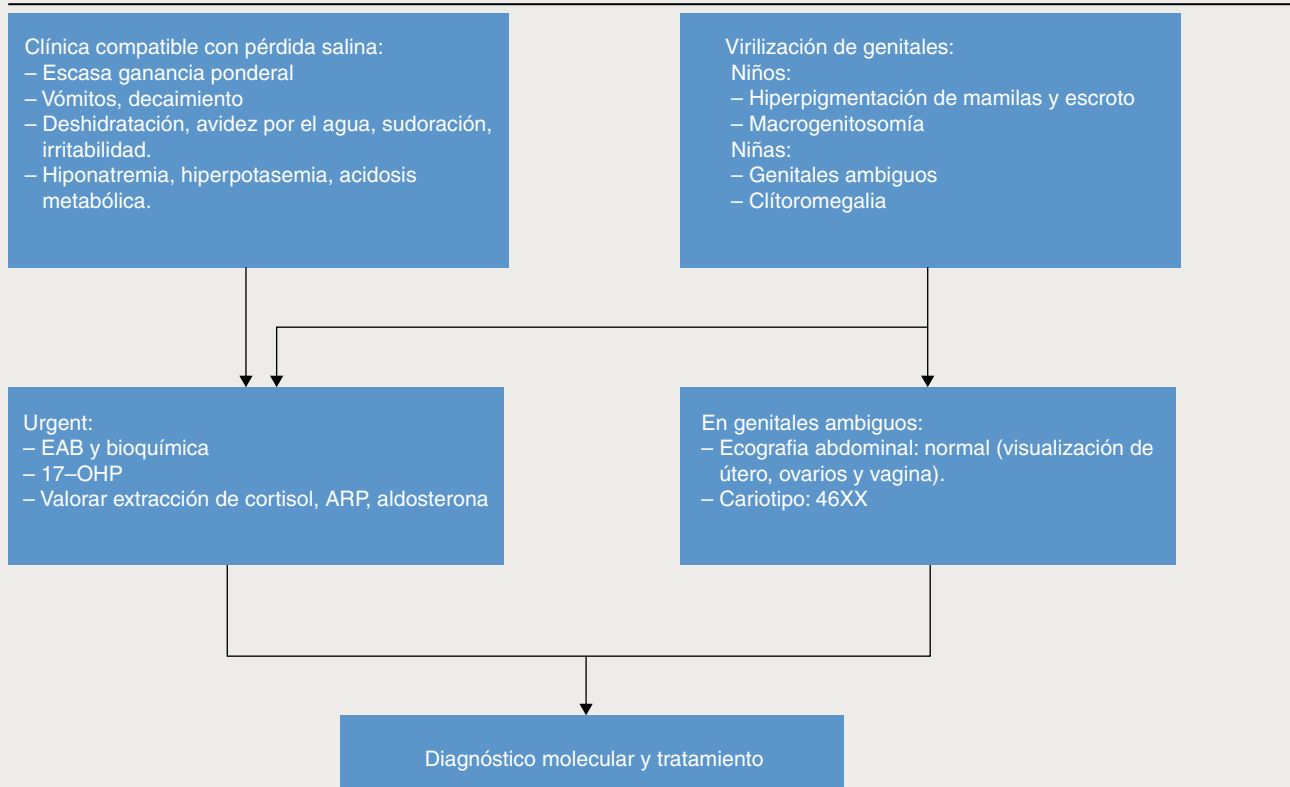 Clínica compatible con pérdida salina:
– Escasa ganancia ponderal
– Vómitos, decaimiento
– Deshidratación, avidez por el agua, sudoración,
irritabilidad.
– Hiponatremia, hiperpotasemia, acidosis
metabólica.
Virilización de genitales:
Niños:
– Hiperpigmentación de mamilas y escroto
– Macrogenitosomía
Niñas:
– Genitales ambiguos
– Clítoromegalia
Urgent:
– EAB y bioquímica
– 17–OHP
– Valorar extracción de cortisol, ARP, aldosterona
En genitales ambiguos:
– Ecografia abdominal: normal (visualización de
útero, ovarios y vagina).
– Cariotipo: 46XX
Diagnóstico molecular y tratamiento